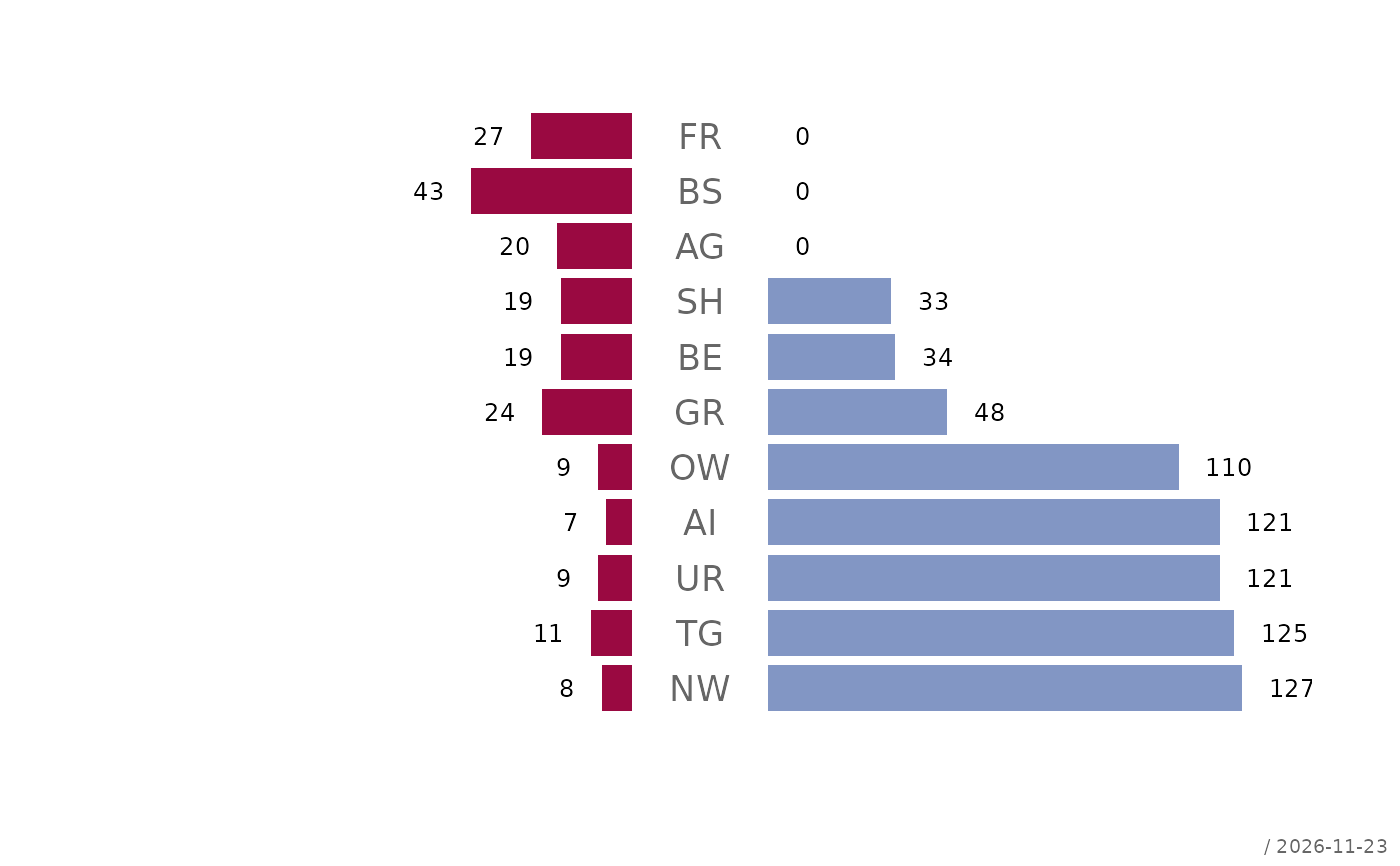 27 FR 0
43 BS 0
20 AG 0
19 SH 33
19 BE 34
24 GR 48
9 OW 110
7 AI 121
9 UR 121
11 TG 125
8 NW 127
/ 2026-11-23